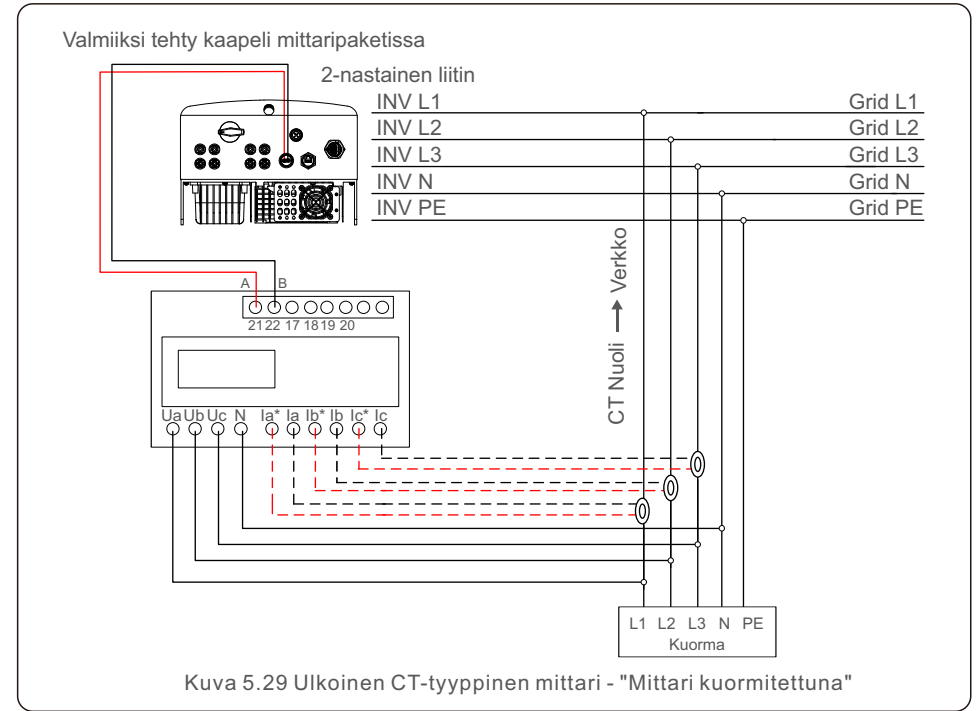 Valmiiksi tehty kaapeli mittaripaketissa
2-nastainen liitin
INV L1 Grid L1
INV L2 Grid L2
INV L3 Grid L3
INV N Grid N
INV PE Grid PE
CT Nuoli → Verkko
A B
21 22 17 18 19 20
Ua Ub Uc N Ia* Ia Ib* Ib Ic* Ic
L1 L2 L3 N PE
Kuorma
Kuva 5.29 Ulkoinen CT-tyyppinen mittari - "Mittari kuormitettuna"